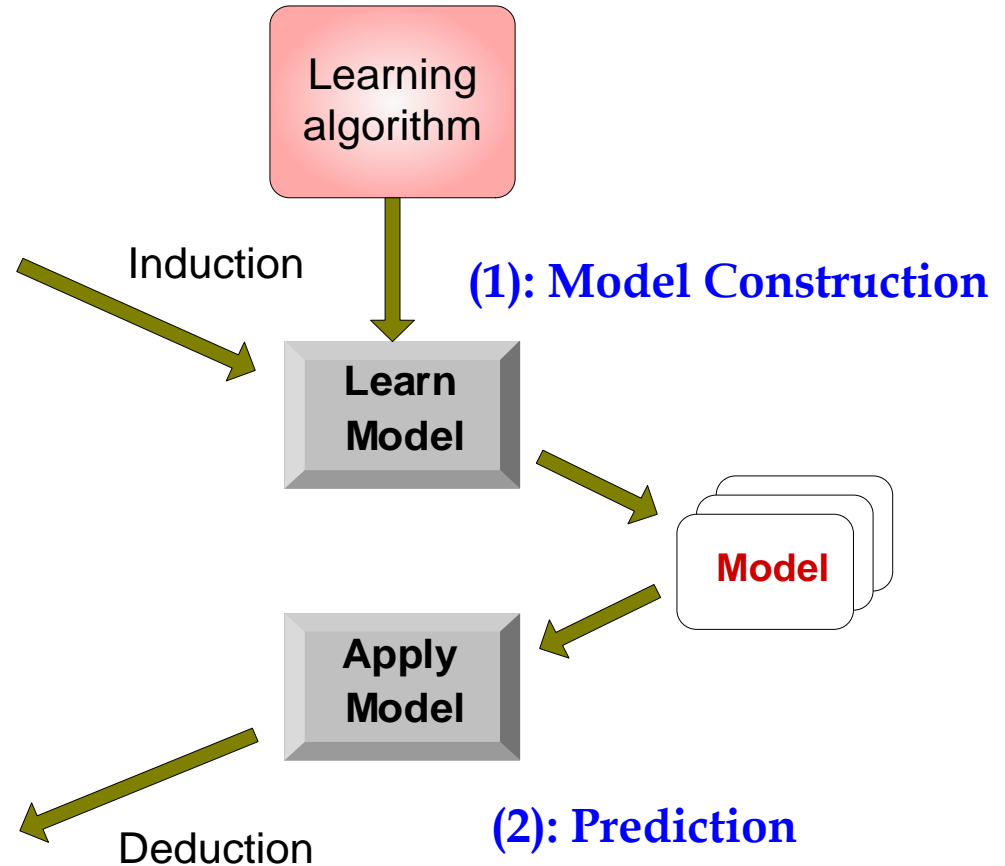 Learning
algorithm
Induction
(1): Model Construction
Learn
Model
Model
Apply
Model
(2): Prediction
Deduction